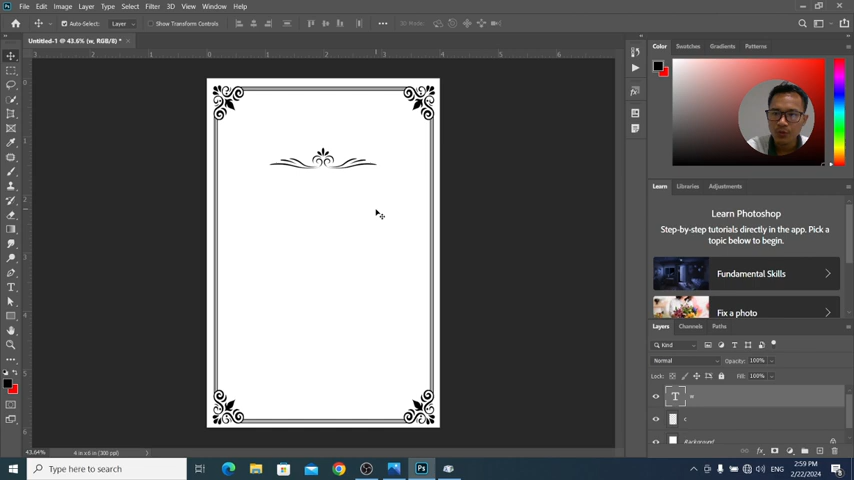 File Edit Image Layer Type Select Filter 3D View Window Help
Auto-Select: Layer Show Transform Controls 3D Mode:
Untitled-1 @ 43.6% (w, RGB/8) *
Color Swatches Gradients Patterns
Learn Libraries Adjustments
Learn Photoshop
Step-by-step tutorials directly in the app. Pick a
topic below to begin.
Fundamental Skills
Fix a photo
Layers Channels Paths
Kind
Normal Opacity: 100%
Lock: Fill: 100%
T w
c
Background
43.64% 4 in x 6 in (300 ppi)
Type here to search
ENG 2:59 PM
2/22/2024